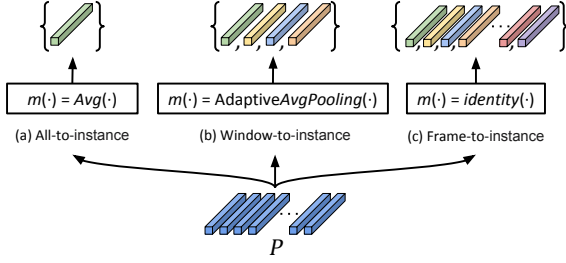 { }
{ , , , }
{ , , , , ... , }
m(·) = Avg(·)
m(·) = AdaptiveAvgPooling(·)
m(·) = identity(·)
(a) All-to-instance
(b) Window-to-instance
(c) Frame-to-instance
...
P